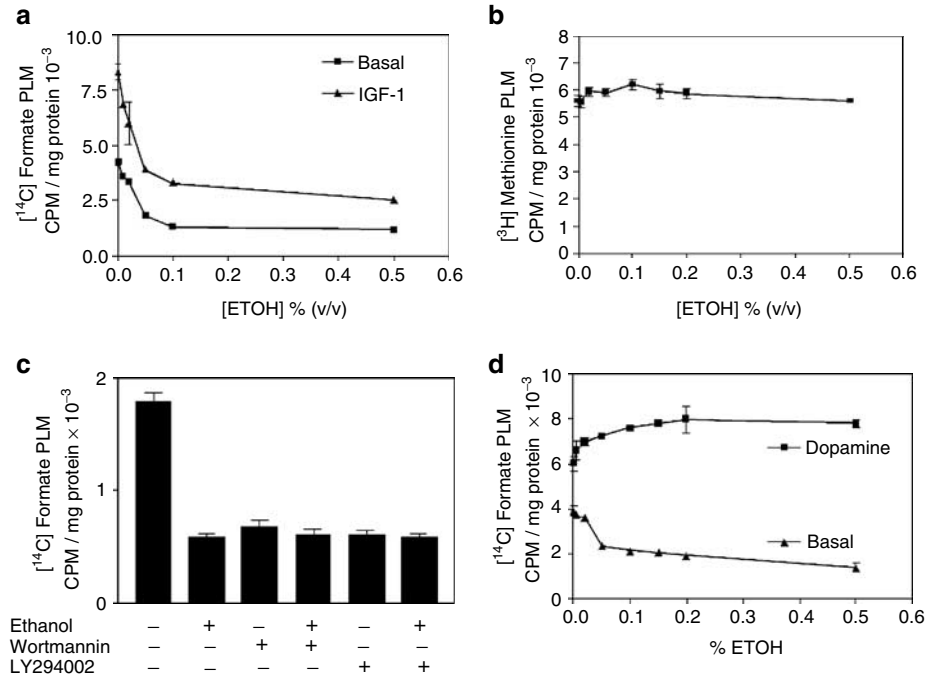 a
[¹⁴C] Formate PLM
CPM / mg protein 10⁻³
10.0
7.5
5.0
2.5
0.0
Basal
IGF-1
0.0 0.1 0.2 0.3 0.4 0.5 0.6
[ETOH] % (v/v)
b
[³H] Methionine PLM
CPM / mg protein 10⁻³
8
7
6
5
4
3
2
1
0
0.0 0.1 0.2 0.3 0.4 0.5 0.6
[ETOH] % (v/v)
c
[¹⁴C] Formate PLM
CPM / mg protein × 10⁻³
2
1
0
Ethanol – + – + – +
Wortmannin – – + + – –
LY294002 – – – – + +
d
[¹⁴C] Formate PLM
CPM / mg protein × 10⁻³
10
8
6
4
2
0
Dopamine
Basal
0.0 0.1 0.2 0.3 0.4 0.5 0.6
% ETOH